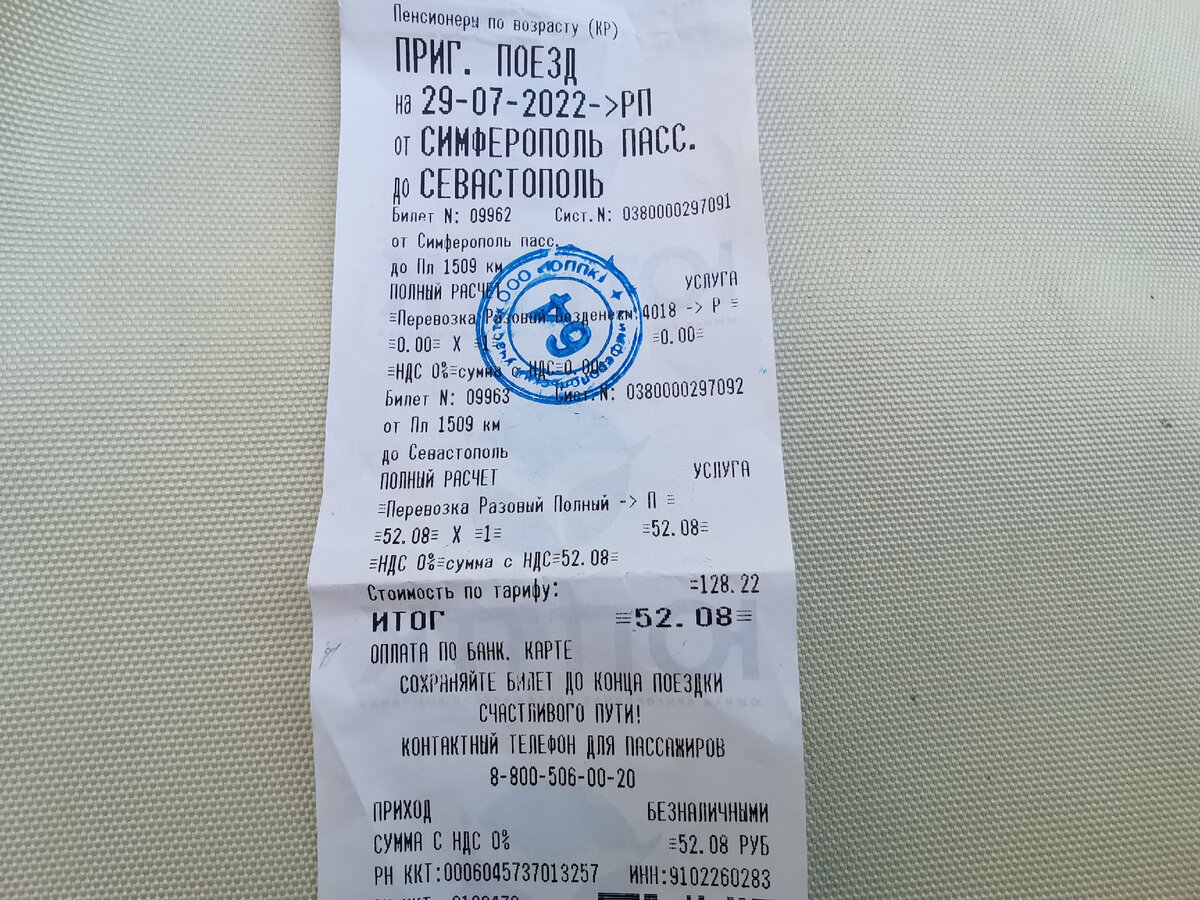 Пенсионеры по возрасту (КР)
ПРИГ. ПОЕЗД
на 29-07-2022->РП
от СИМФЕРОПОЛЬ ПАСС.
до СЕВАСТОПОЛЬ
Билет N: 09962 Сист.N: 0380000297091
от Симферополь пасс.
до Пл 1509 км
ПОЛНЫЙ РАСЧЕТ УСЛУГА
≡Перевозка Разовый Безденежн.4018 -> Р ≡
≡0.00≡ X ≡1≡ ≡0.00≡
≡НДС 0%≡сумма с НДС≡0.00≡
ООО «ЮППК»
49
Билет N: 09963 Сист.N: 0380000297092
от Пл 1509 км
до Севастополь
ПОЛНЫЙ РАСЧЕТ УСЛУГА
≡Перевозка Разовый Полный -> П ≡
≡52.08≡ X ≡1≡ ≡52.08≡
≡НДС 0%≡сумма с НДС≡52.08≡
Стоимость по тарифу: ≡128.22
ИТОГ ≡52.08≡
ОПЛАТА ПО БАНК. КАРТЕ
СОХРАНЯЙТЕ БИЛЕТ ДО КОНЦА ПОЕЗДКИ
СЧАСТЛИВОГО ПУТИ!
КОНТАКТНЫЙ ТЕЛЕФОН ДЛЯ ПАССАЖИРОВ
8-800-506-00-20
ПРИХОД БЕЗНАЛИЧНЫМИ
СУММА С НДС 0% ≡52.08 РУБ
РН ККТ:0006045737013257 ИНН:9102260283